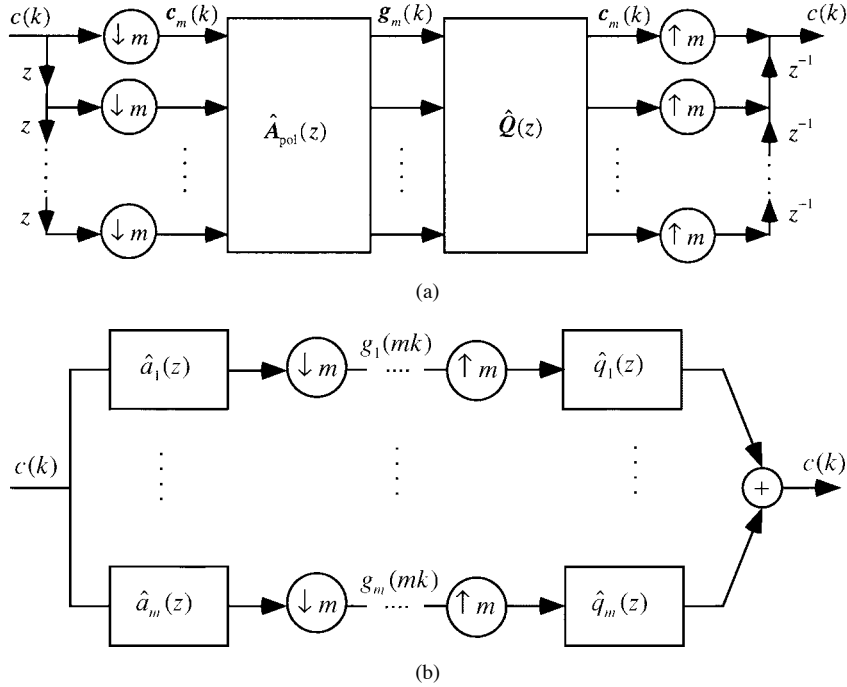 c(k) ↓m c_m(k) g_m(k) c_m(k) ↑m c(k)
z z^{-1}
↓m ↑m
z Â_pol(z) Q̂(z) z^{-1}
z z^{-1}
↓m ↑m
(a)
â_1(z) ↓m g_1(mk) ↑m q̂_1(z)
c(k) + c(k)
â_m(z) ↓m g_m(mk) ↑m q̂_m(z)
(b)